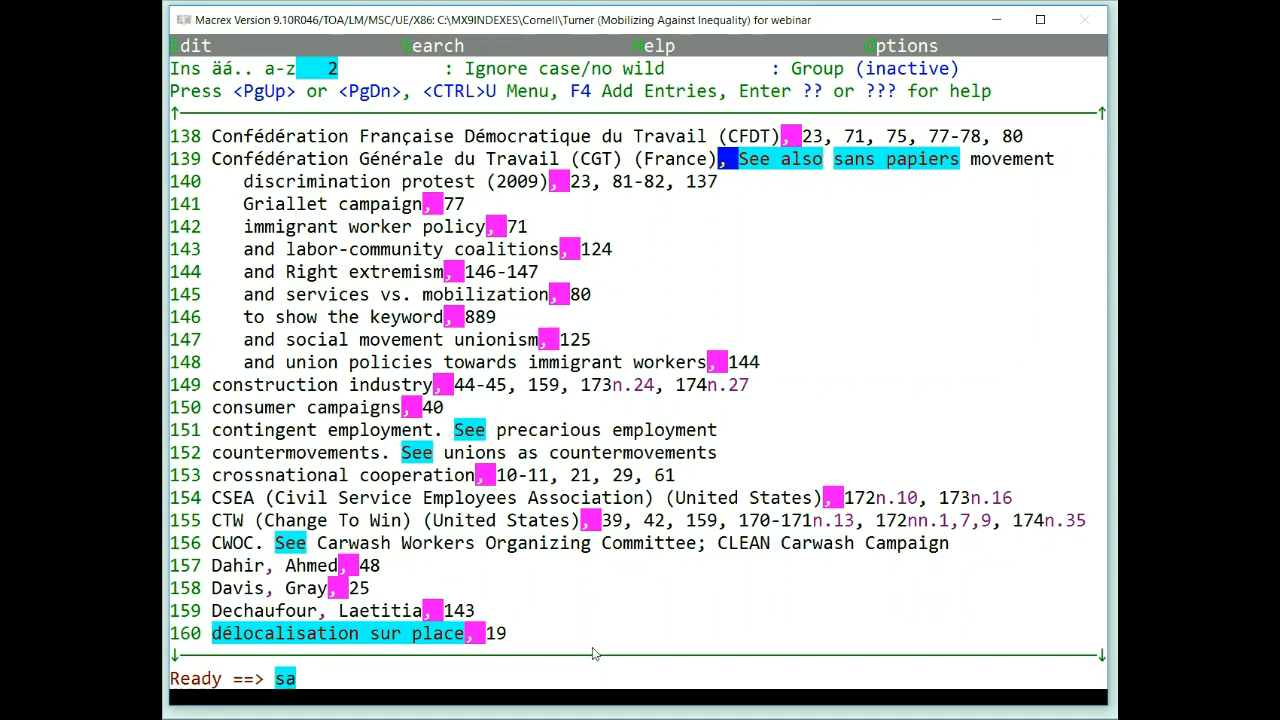 Macrex Version 9.10R046/TOA/LM/MSC/UE/X86: C:\MX9INDEXES\Cornell\Turner (Mobilizing Against Inequality) for webinar
Edit Search Help Options
Ins äá.. a-z 2 : Ignore case/no wild : Group (inactive)
Press <PgUp> or <PgDn>, <CTRL>U Menu, F4 Add Entries, Enter ?? or ??? for help
138 Confédération Française Démocratique du Travail (CFDT), 23, 71, 75, 77-78, 80
139 Confédération Générale du Travail (CGT) (France), See also sans papiers movement
140 discrimination protest (2009), 23, 81-82, 137
141 Griallet campaign, 77
142 immigrant worker policy, 71
143 and labor-community coalitions, 124
144 and Right extremism, 146-147
145 and services vs. mobilization, 80
146 to show the keyword, 889
147 and social movement unionism, 125
148 and union policies towards immigrant workers, 144
149 construction industry, 44-45, 159, 173n.24, 174n.27
150 consumer campaigns, 40
151 contingent employment. See precarious employment
152 countermovements. See unions as countermovements
153 crossnational cooperation, 10-11, 21, 29, 61
154 CSEA (Civil Service Employees Association) (United States), 172n.10, 173n.16
155 CTW (Change To Win) (United States), 39, 42, 159, 170-171n.13, 172nn.1,7,9, 174n.35
156 CWOC. See Carwash Workers Organizing Committee; CLEAN Carwash Campaign
157 Dahir, Ahmed, 48
158 Davis, Gray, 25
159 Dechaufour, Laetitia, 143
160 délocalisation sur place, 19
Ready ==> sa